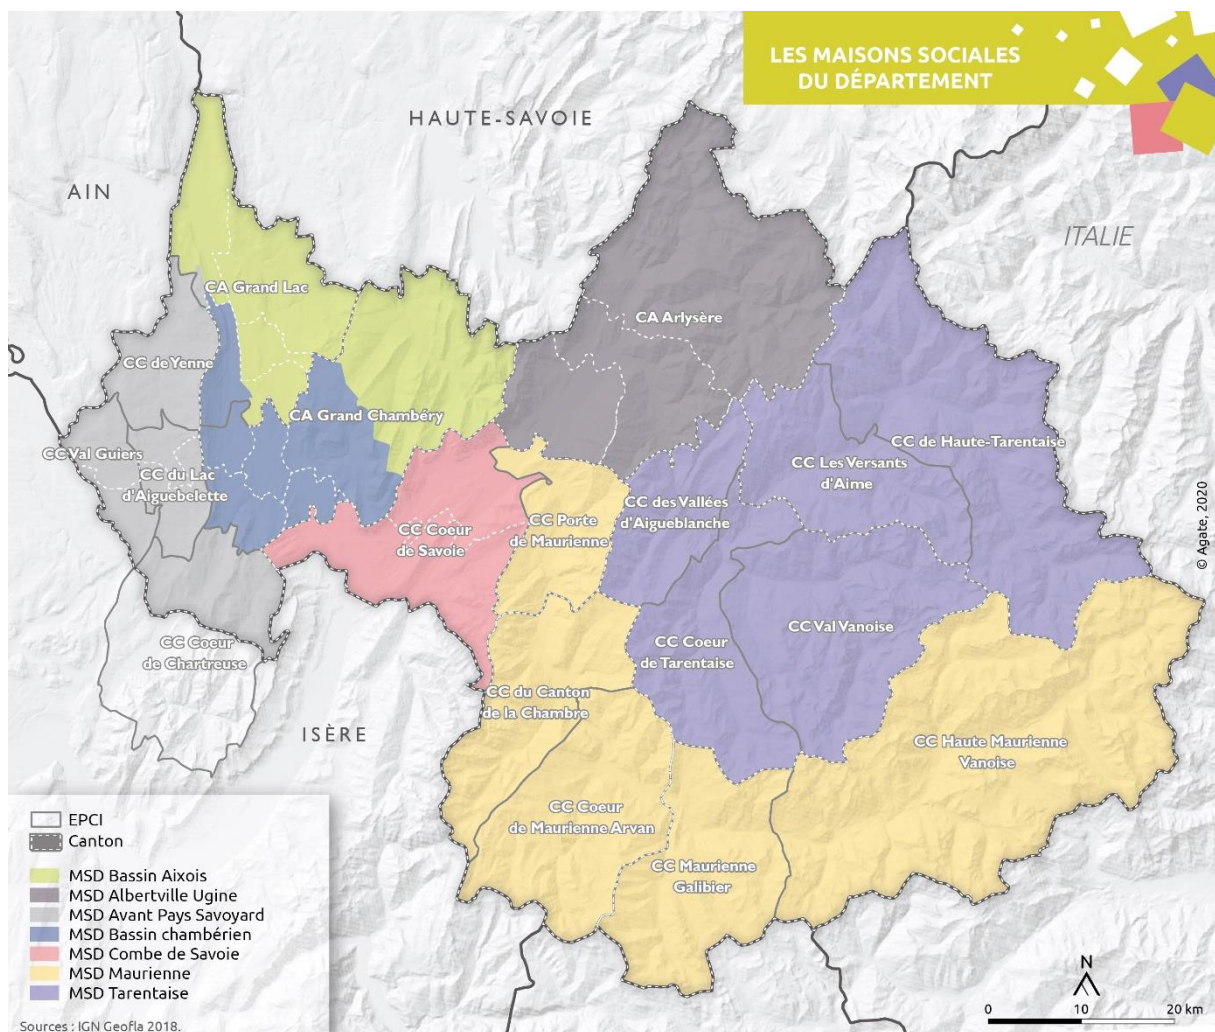 LES MAISONS SOCIALES
DU DÉPARTEMENT
HAUTE-SAVOIE
AIN
ITALIE
CA Grand Lac
CA Arlysère
CC de Yenne
CA Grand Chambéry
CC Val Guiers
CC du Lac
d'Aiguebelette
CC de Haute-Tarentaise
CC Les Versants
d'Aime
CC des Vallées
d'Aigueblanche
CC Porte
de Maurienne
CC Coeur
de Savoie
CC Val Vanoise
CC Coeur
de Tarentaise
CC Coeur
de Chartreuse
CC du Canton
de la Chambre
ISÈRE
CC Haute Maurienne
Vanoise
CC Coeur
de Maurienne Arvan
CC Maurienne
Galibier
© Agate, 2020
EPCI
Canton
MSD Bassin Aixois
MSD Albertville Ugine
MSD Avant Pays Savoyard
MSD Bassin chambérien
MSD Combe de Savoie
MSD Maurienne
MSD Tarentaise
N
0 10 20 km
Sources : IGN Geofla 2018.